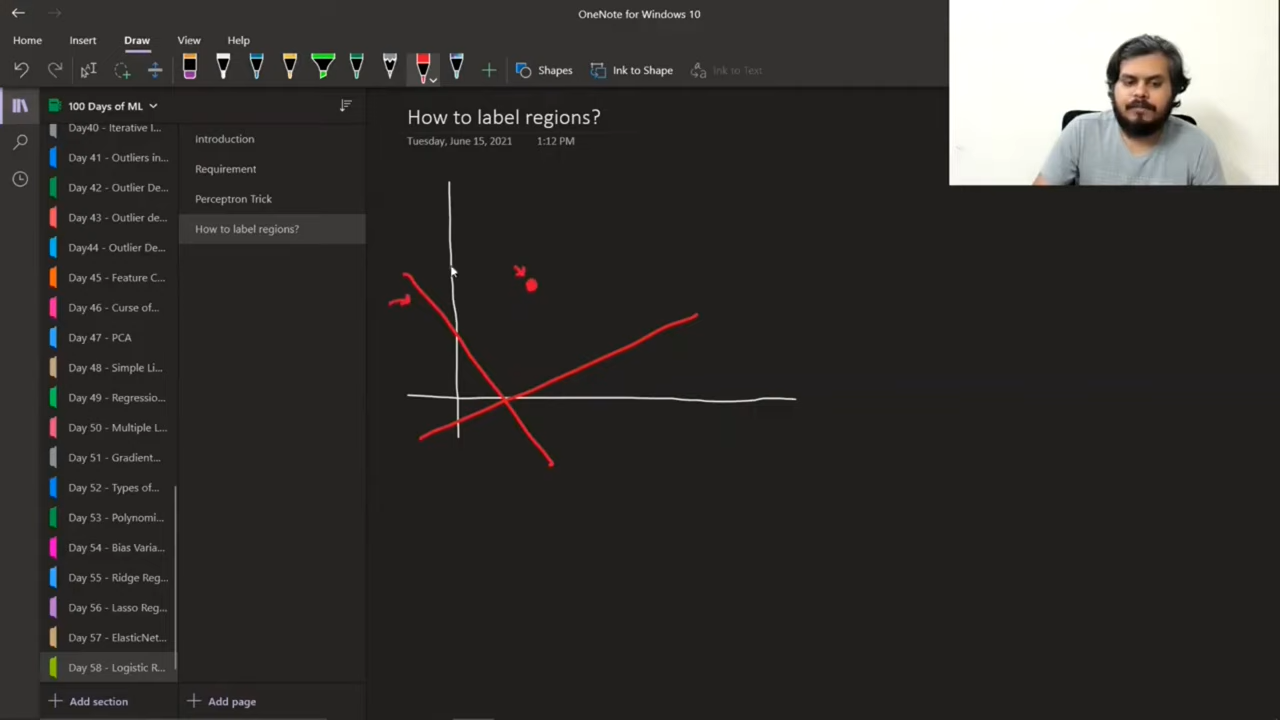 OneNote for Windows 10
Home Insert Draw View Help
Shapes Ink to Shape Ink to Text
100 Days of ML
Day40 - Iterative I...
Day 41 - Outliers in...
Day 42 - Outlier De...
Day 43 - Outlier de...
Day44 - Outlier De...
Day 45 - Feature C...
Day 46 - Curse of...
Day 47 - PCA
Day 48 - Simple Li...
Day 49 - Regressio...
Day 50 - Multiple L...
Day 51 - Gradient...
Day 52 - Types of...
Day 53 - Polynomi...
Day 54 - Bias Varia...
Day 55 - Ridge Reg...
Day 56 - Lasso Reg...
Day 57 - ElasticNet...
Day 58 - Logistic R...
Add section
Introduction
Requirement
Perceptron Trick
How to label regions?
Add page
How to label regions?
Tuesday, June 15, 2021 1:12 PM